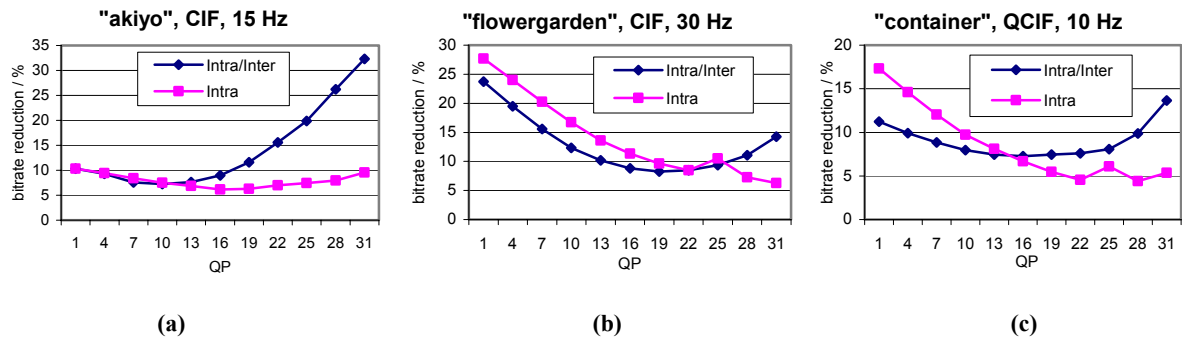 "akiyo", CIF, 15 Hz
bitrate reduction / %
35
30
25
20
15
10
5
0
Intra/Inter
Intra
1 4 7 10 13 16 19 22 25 28 31
QP
(a)
"flowergarden", CIF, 30 Hz
bitrate reduction / %
30
25
20
15
10
5
0
Intra/Inter
Intra
1 4 7 10 13 16 19 22 25 28 31
QP
(b)
"container", QCIF, 10 Hz
bitrate reduction / %
20
15
10
5
0
Intra/Inter
Intra
1 4 7 10 13 16 19 22 25 28 31
QP
(c)